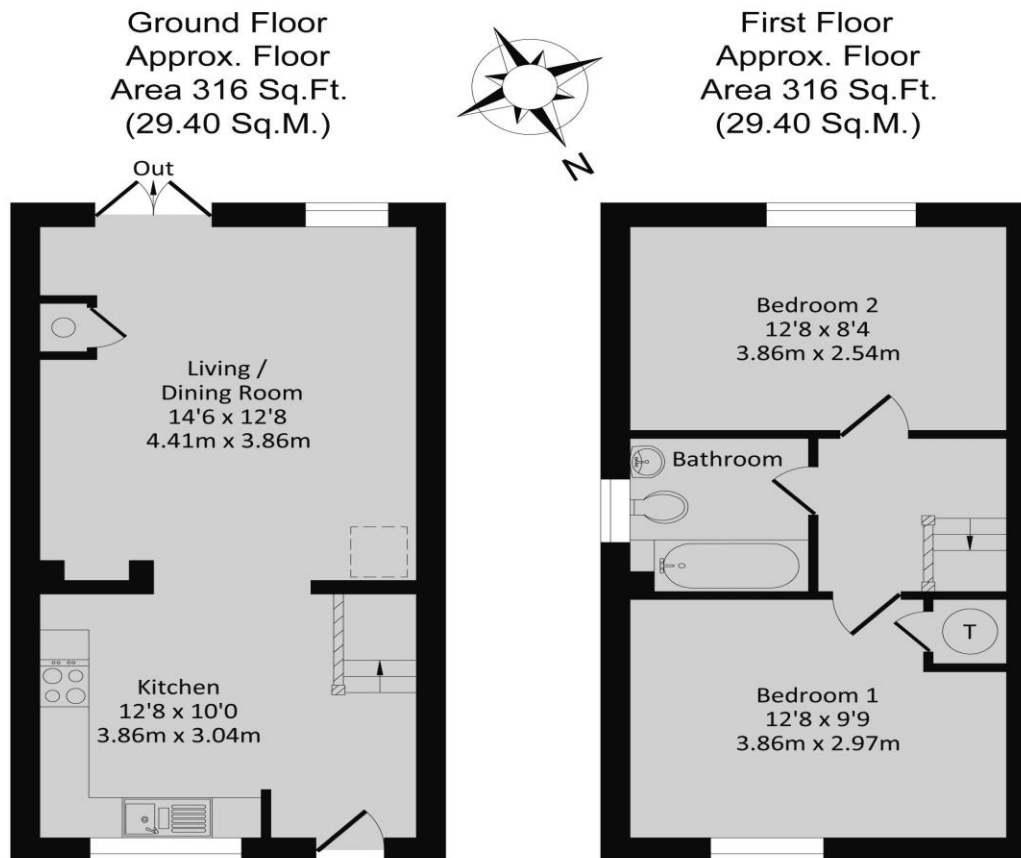 Ground Floor
Approx. Floor
Area 316 Sq.Ft.
(29.40 Sq.M.)
N
First Floor
Approx. Floor
Area 316 Sq.Ft.
(29.40 Sq.M.)
Out
Living /
Dining Room
14'6 x 12'8
4.41m x 3.86m
Kitchen
12'8 x 10'0
3.86m x 3.04m
Bedroom 2
12'8 x 8'4
3.86m x 2.54m
Bathroom
T
Bedroom 1
12'8 x 9'9
3.86m x 2.97m